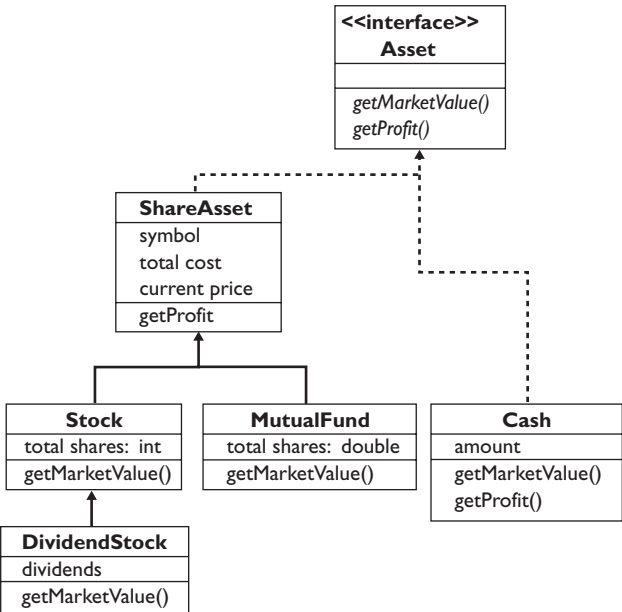 <<interface>>
Asset
getMarketValue()
getProfit()
ShareAsset
symbol
total cost
current price
getProfit
Stock
total shares: int
getMarketValue()
MutualFund
total shares: double
getMarketValue()
Cash
amount
getMarketValue()
getProfit()
DividendStock
dividends
getMarketValue()